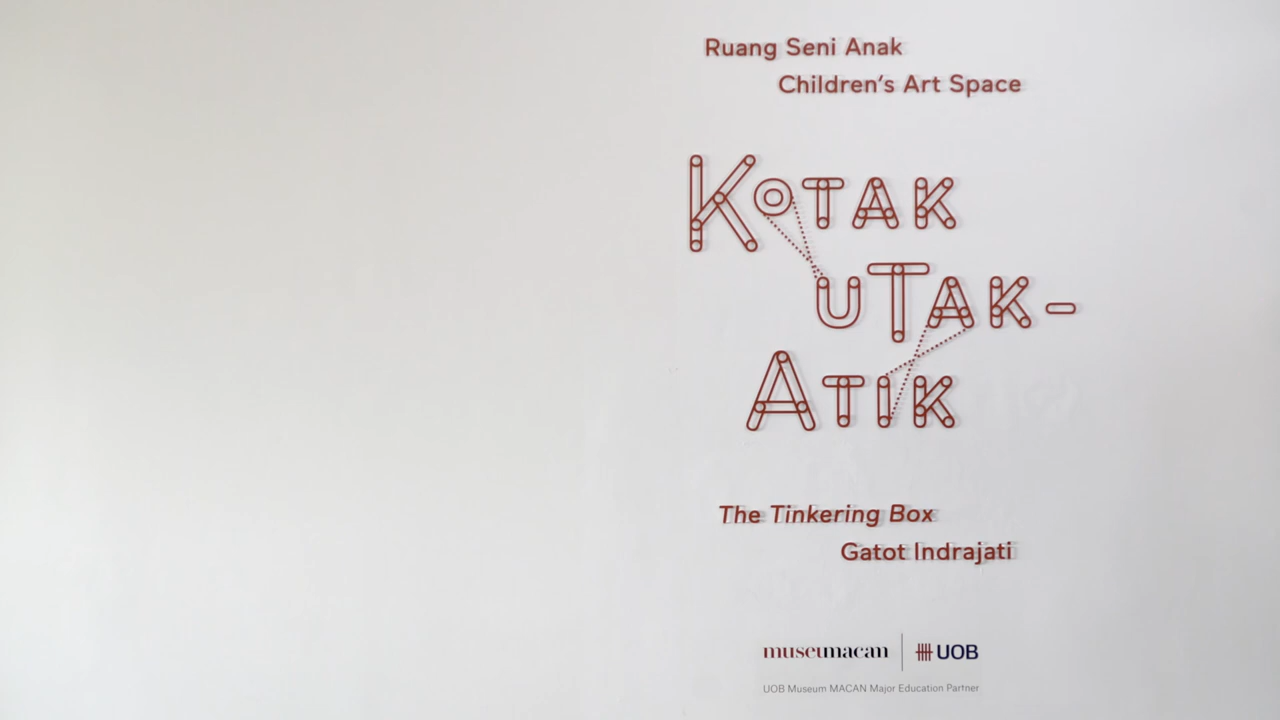 Ruang Seni Anak
Children's Art Space
KOTAK
UTAK-
ATIK
The Tinkering Box
Gatot Indrajati
museumacan UOB
UOB Museum MACAN Major Education Partner